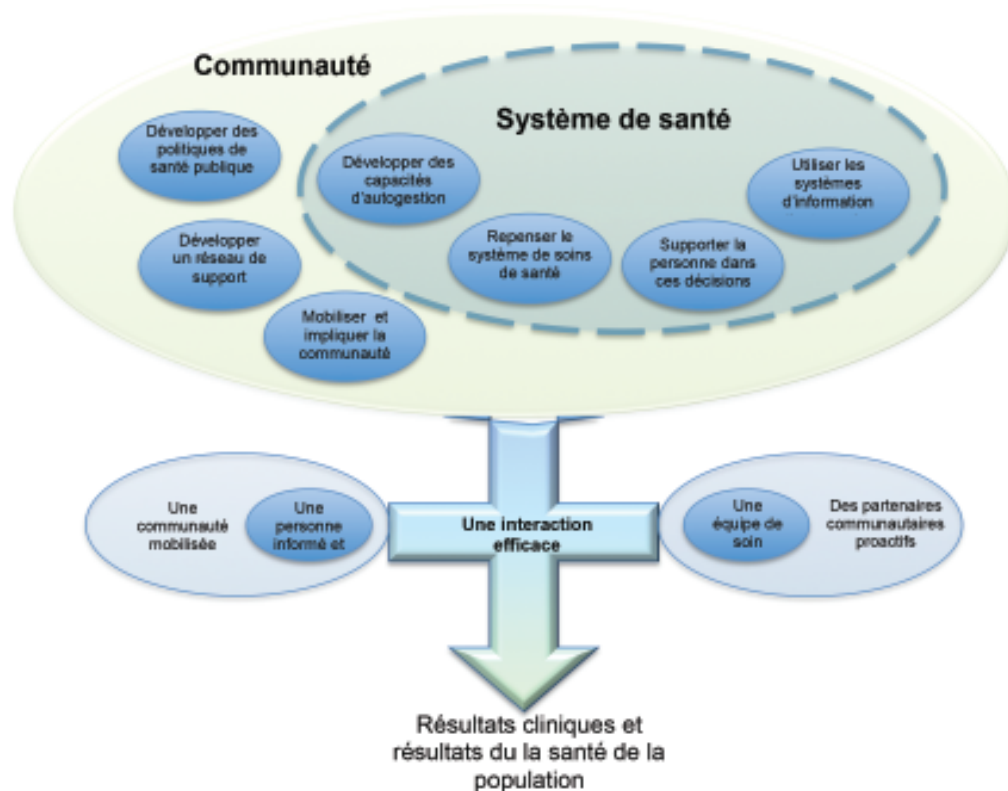 Communauté
Système de santé
Développer des
politiques de
santé publique
Développer des
capacités
d'autogestion
Utiliser les
systèmes
d'information
Développer
un réseau de
support
Repenser le
système de soins
de santé
Supporter la
personne dans
ces décisions
Mobiliser et
impliquer la
communauté
Une
communauté
mobilisée
Une
personne
informé et
Une interaction
efficace
Une
équipe de
soin
Des partenaires
communautaires
proactifs
Résultats cliniques et
résultats du la santé de la
population